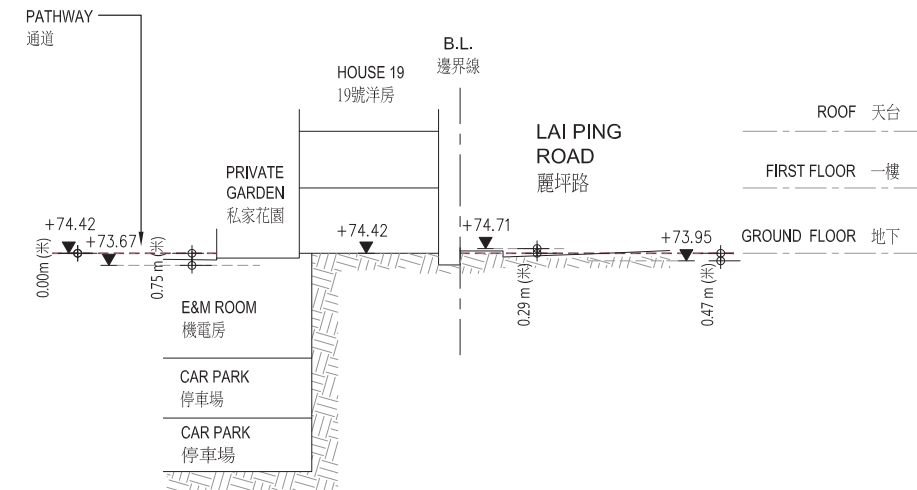 PATHWAY
通道
B.L.
邊界線
HOUSE 19
19號洋房
LAI PING
ROAD
麗坪路
ROOF 天台
FIRST FLOOR 一樓
GROUND FLOOR 地下
PRIVATE
GARDEN
私家花園
+74.42
+73.67
+74.42
+74.71
+73.95
0.00m (米)
0.75 m (米)
0.29 m (米)
0.47 m (米)
E&M ROOM
機電房
CAR PARK
停車場
CAR PARK
停車場